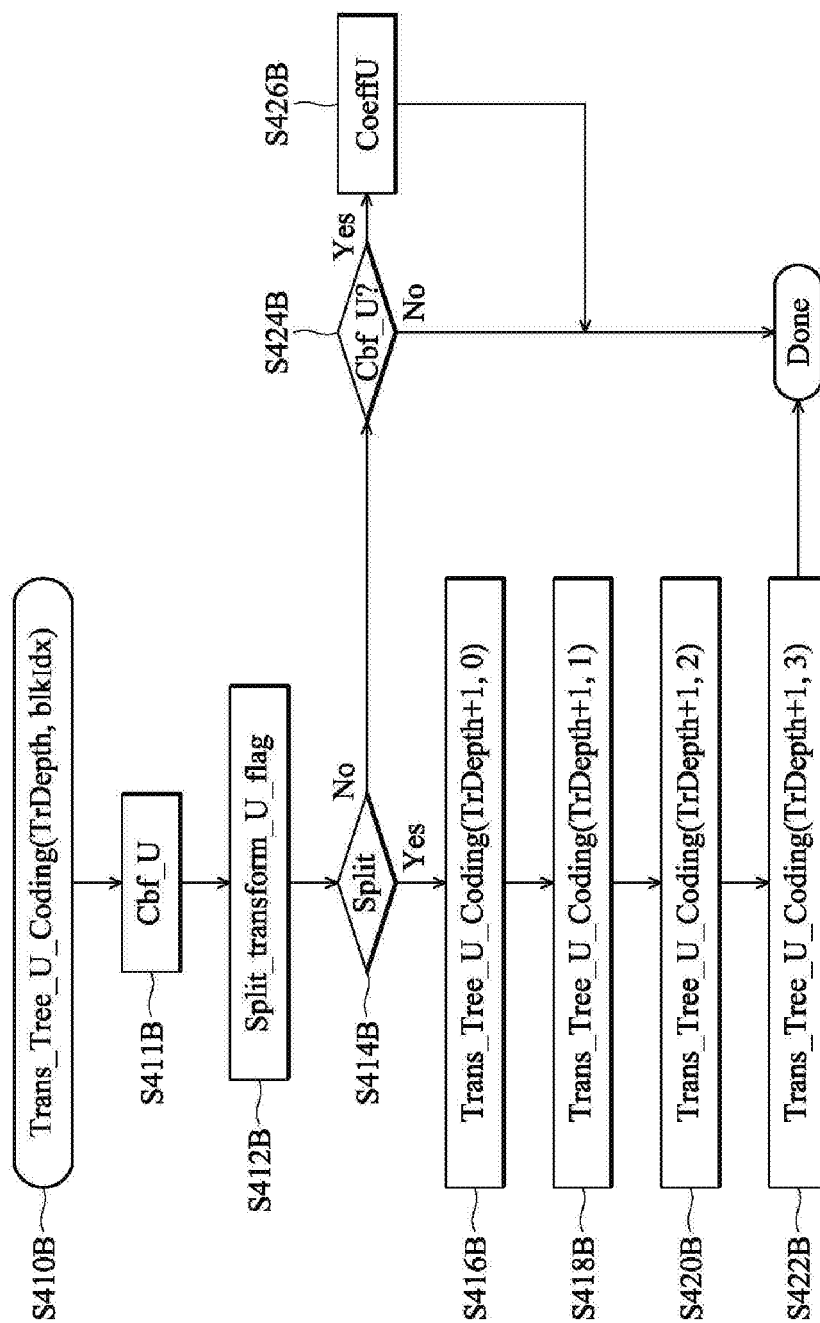 S410B
Trans_Tree_U_Coding(TrDepth, blkIdx)
S411B
Cbf_U
S412B
Split_transform_U_flag
S414B
Split
No
Yes
S424B
Cbf_U?
Yes
No
S426B
CoeffU
S416B
Trans_Tree_U_Coding(TrDepth+1, 0)
S418B
Trans_Tree_U_Coding(TrDepth+1, 1)
S420B
Trans_Tree_U_Coding(TrDepth+1, 2)
S422B
Trans_Tree_U_Coding(TrDepth+1, 3)
Done